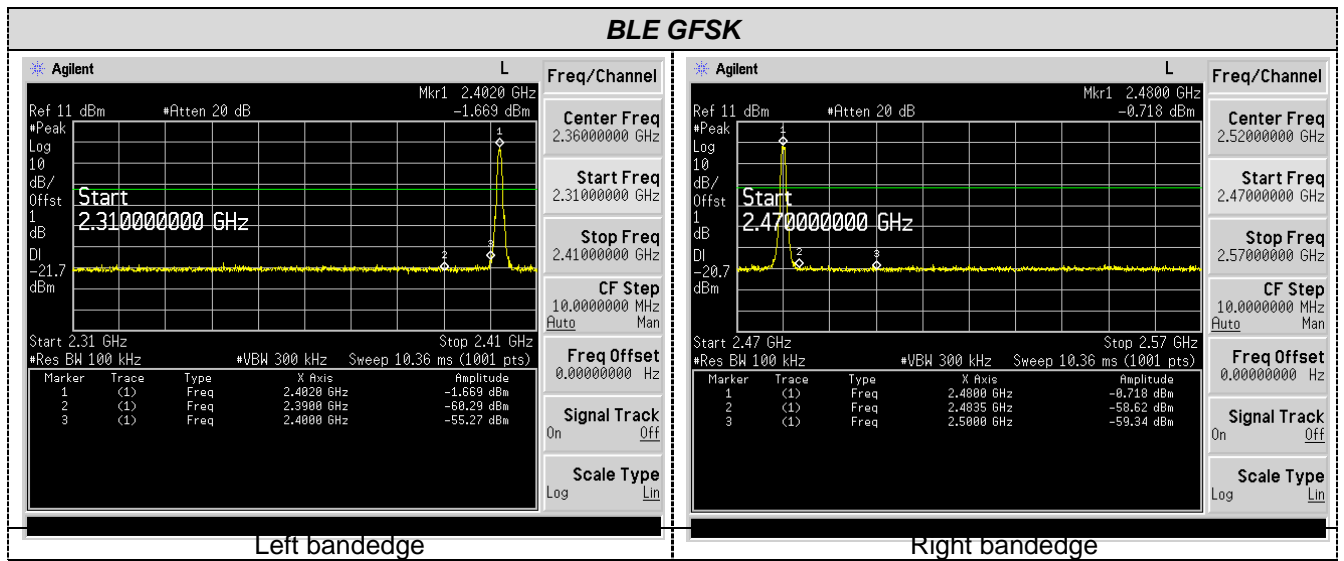 BLE GFSK
Agilent L
Mkr1 2.4020 GHz
Ref 11 dBm #Atten 20 dB -1.669 dBm
#Peak
Log
10
dB/
Offst
1
dB
DI
-21.7
dBm
1
2
3
Start
2.310000000 GHz
Start 2.31 GHz Stop 2.41 GHz
#Res BW 100 kHz #VBW 300 kHz Sweep 10.36 ms (1001 pts)
Marker Trace Type X Axis Amplitude
1 (1) Freq 2.4020 GHz -1.669 dBm
2 (1) Freq 2.3900 GHz -60.29 dBm
3 (1) Freq 2.4000 GHz -55.27 dBm
Freq/Channel
Center Freq
2.36000000 GHz
Start Freq
2.31000000 GHz
Stop Freq
2.41000000 GHz
CF Step
10.0000000 MHz
Auto Man
Freq Offset
0.00000000 Hz
Signal Track
On Off
Scale Type
Log Lin
Left bandedge
Agilent L
Mkr1 2.4800 GHz
Ref 11 dBm #Atten 20 dB -0.718 dBm
#Peak
Log
10
dB/
Offst
1
dB
DI
-20.7
dBm
1
2
3
Start
2.470000000 GHz
Start 2.47 GHz Stop 2.57 GHz
#Res BW 100 kHz #VBW 300 kHz Sweep 10.36 ms (1001 pts)
Marker Trace Type X Axis Amplitude
1 (1) Freq 2.4800 GHz -0.718 dBm
2 (1) Freq 2.4835 GHz -58.62 dBm
3 (1) Freq 2.5000 GHz -59.34 dBm
Freq/Channel
Center Freq
2.52000000 GHz
Start Freq
2.47000000 GHz
Stop Freq
2.57000000 GHz
CF Step
10.0000000 MHz
Auto Man
Freq Offset
0.00000000 Hz
Signal Track
On Off
Scale Type
Log Lin
Right bandedge